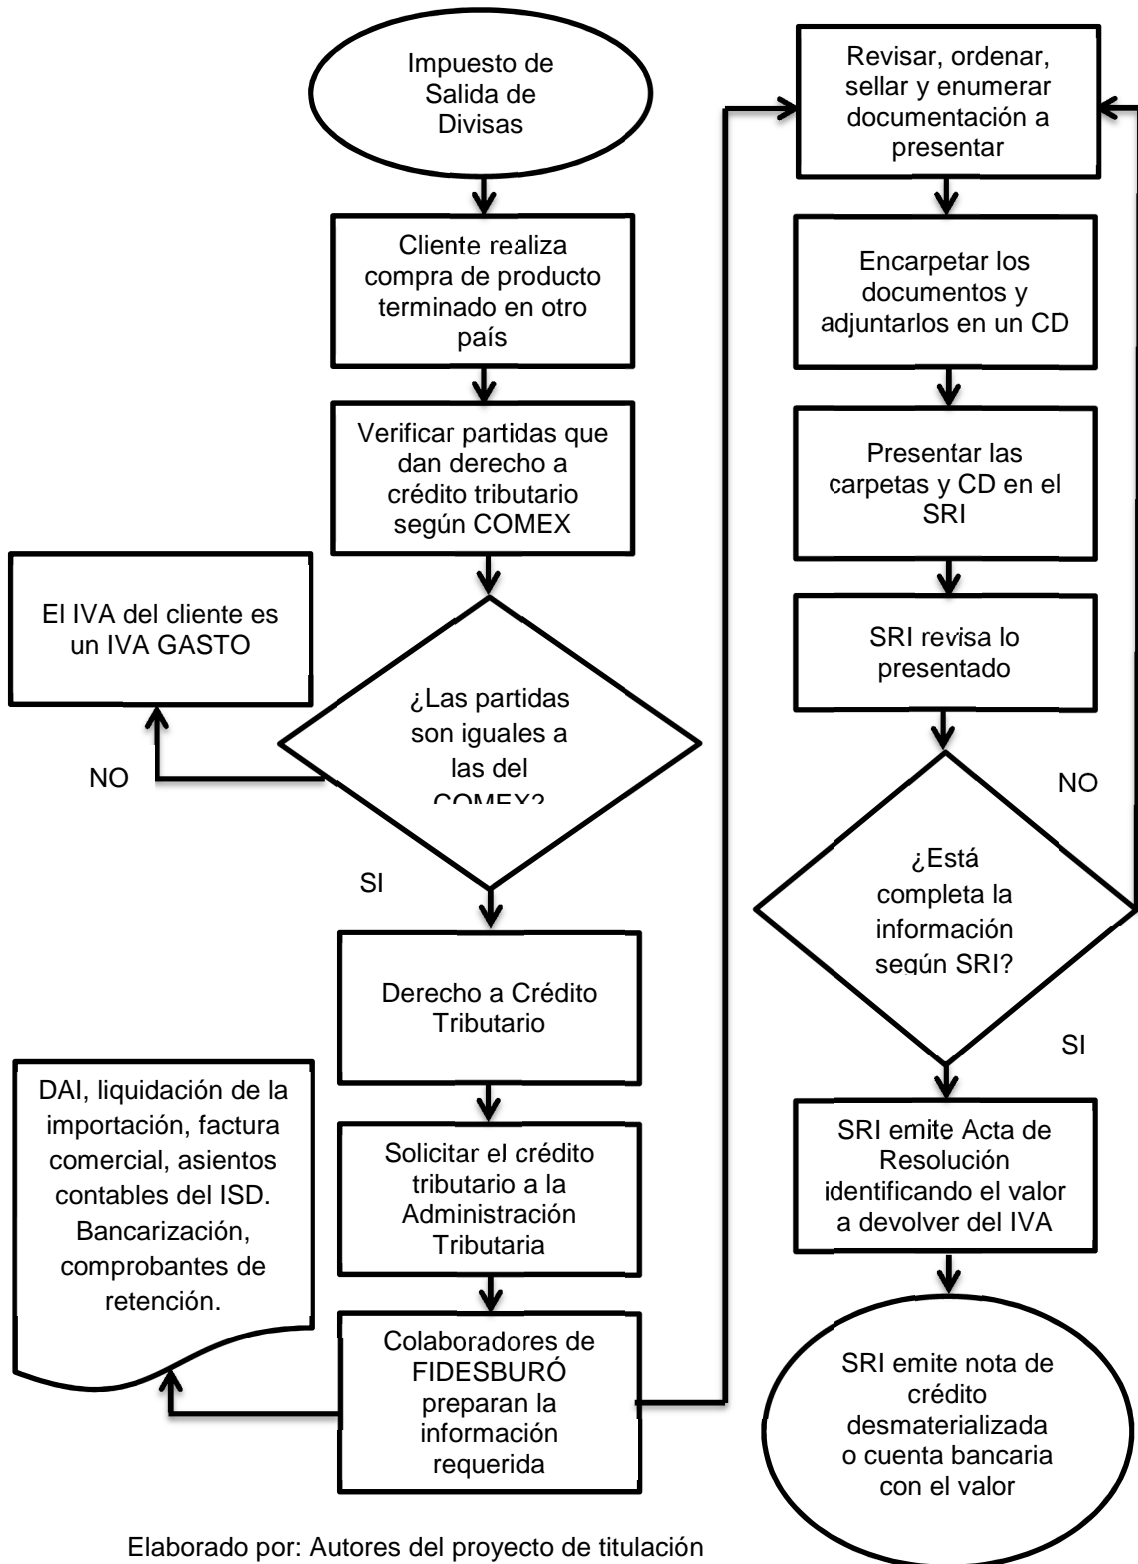 Impuesto de
Salida de
Divisas
Cliente realiza
compra de producto
terminado en otro
país
Verificar partidas que
dan derecho a
crédito tributario
según COMEX
El IVA del cliente es
un IVA GASTO
¿Las partidas
son iguales a
las del
COMEX?
NO
SI
Derecho a Crédito
Tributario
Solicitar el crédito
tributario a la
Administración
Tributaria
DAI, liquidación de la
importación, factura
comercial, asientos
contables del ISD.
Bancarización,
comprobantes de
retención.
Colaboradores de
FIDESBURÓ
preparan la
información
requerida
Revisar, ordenar,
sellar y enumerar
documentación a
presentar
Encarpetar los
documentos y
adjuntarlos en un CD
Presentar las
carpetas y CD en el
SRI
SRI revisa lo
presentado
NO
¿Está
completa la
información
según SRI?
SI
SRI emite Acta de
Resolución
identificando el valor
a devolver del IVA
SRI emite nota de
crédito
desmaterializada
o cuenta bancaria
con el valor
Elaborado por: Autores del proyecto de titulación